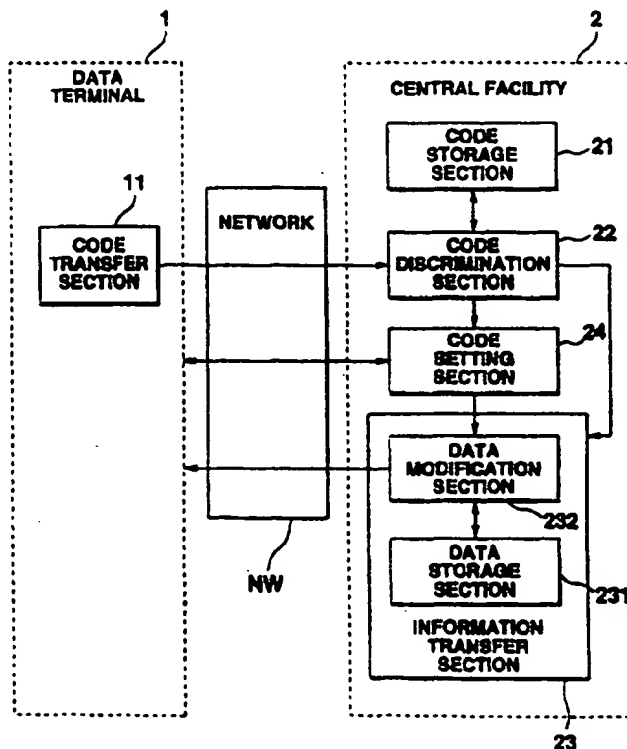 1
DATA
TERMINAL
11
CODE
TRANSFER
SECTION
NETWORK
NW
2
CENTRAL FACILITY
CODE
STORAGE
SECTION
21
CODE
DISCRIMINATION
SECTION
22
CODE
SETTING
SECTION
24
DATA
MODIFICATION
SECTION
232
DATA
STORAGE
SECTION
231
INFORMATION
TRANSFER
SECTION
23